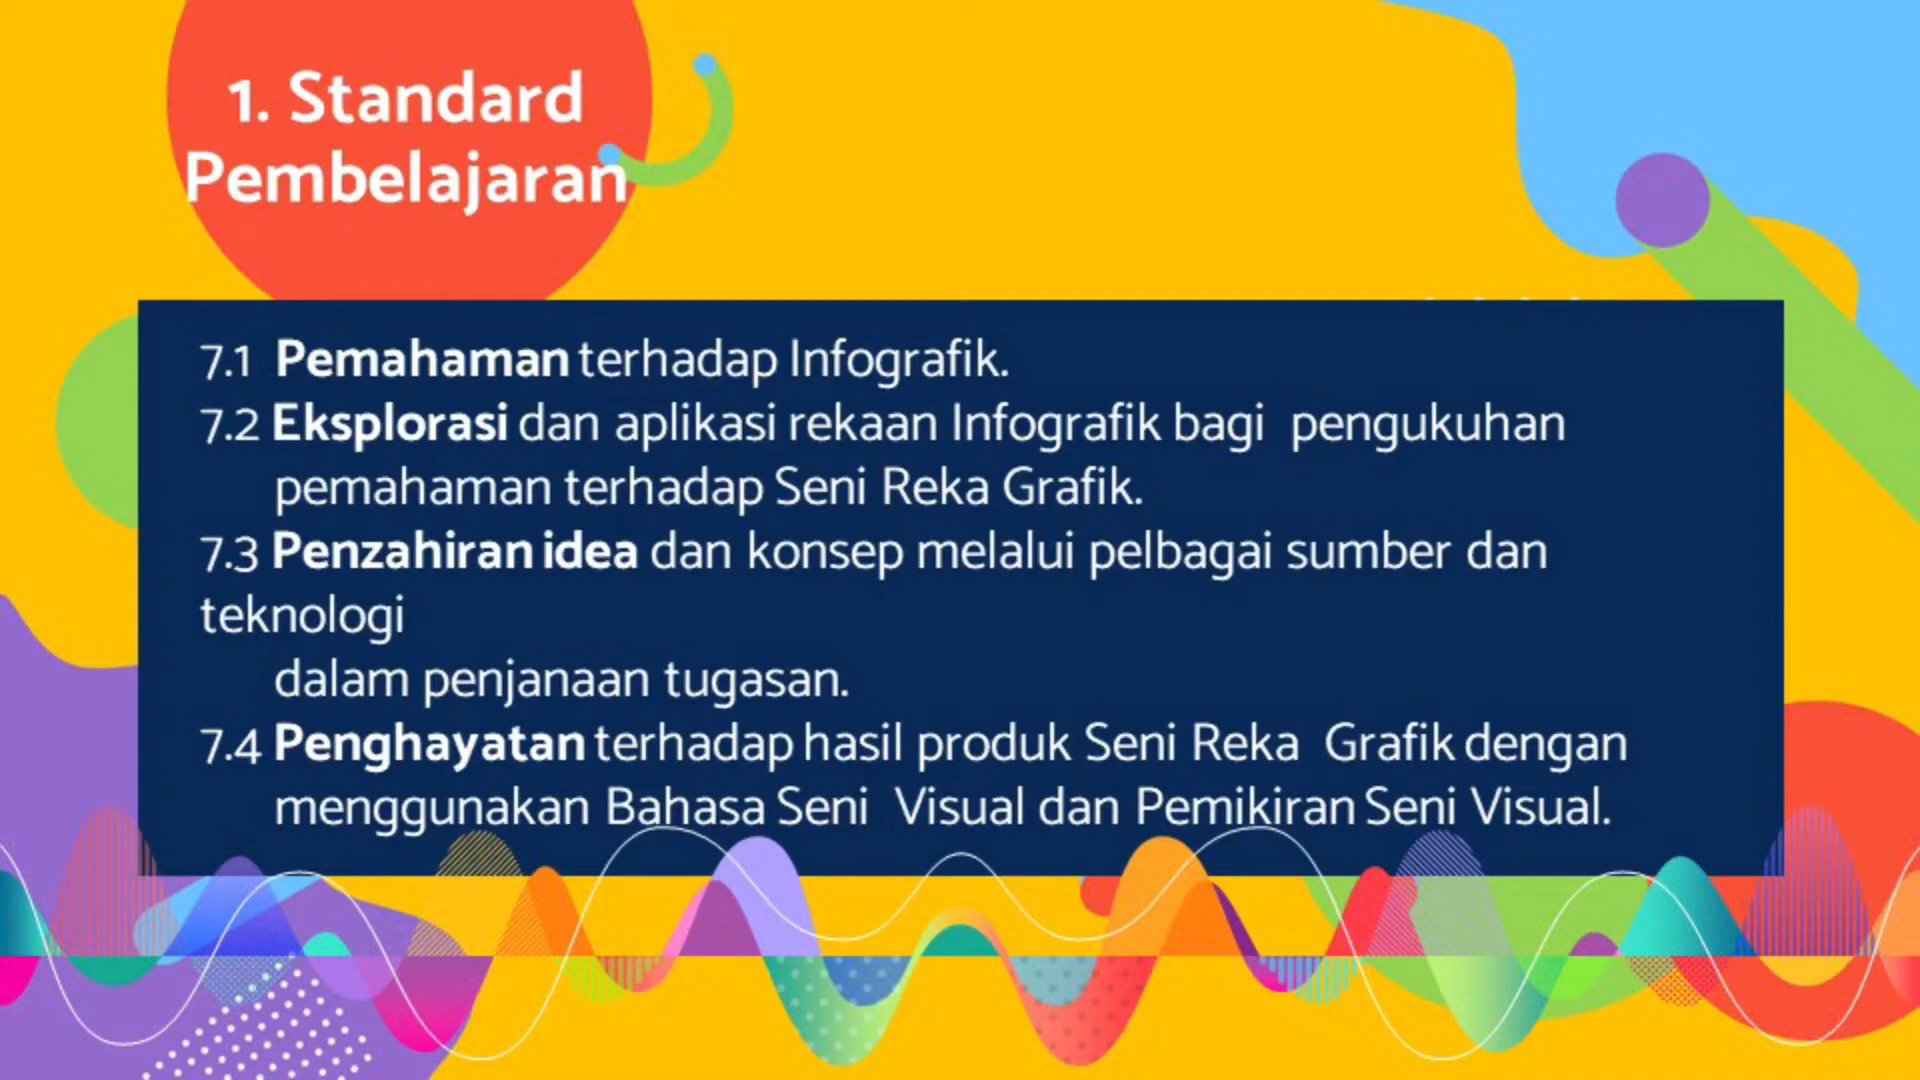 1. Standard
Pembelajaran
7.1 Pemahaman terhadap Infografik.
7.2 Eksplorasi dan aplikasi rekaan Infografik bagi pengukuhan
pemahaman terhadap Seni Reka Grafik.
7.3 Penzahiran idea dan konsep melalui pelbagai sumber dan
teknologi
dalam penjanaan tugasan.
7.4 Penghayatan terhadap hasil produk Seni Reka Grafik dengan
menggunakan Bahasa Seni Visual dan Pemikiran Seni Visual.